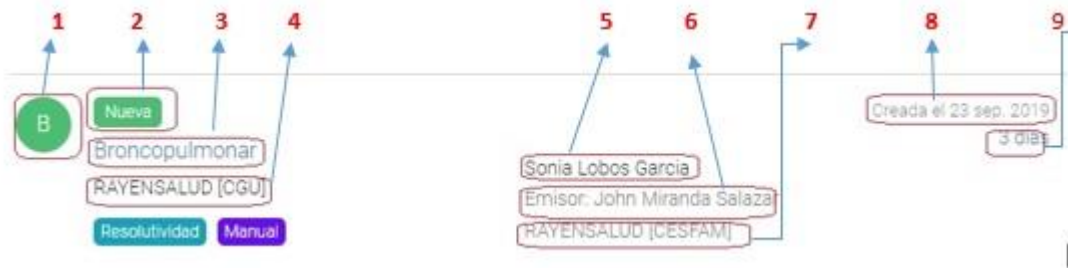 1 2 3 4 5 6 7 8 9
B
Nueva
Broncopulmonar
RAYENSALUD [CGU]
Resolutividad Manual
Sonia Lobos Garcia
Emisor: John Miranda Salazar
RAYENSALUD [CESFAM]
Creada el 23 sep. 2019
3 días